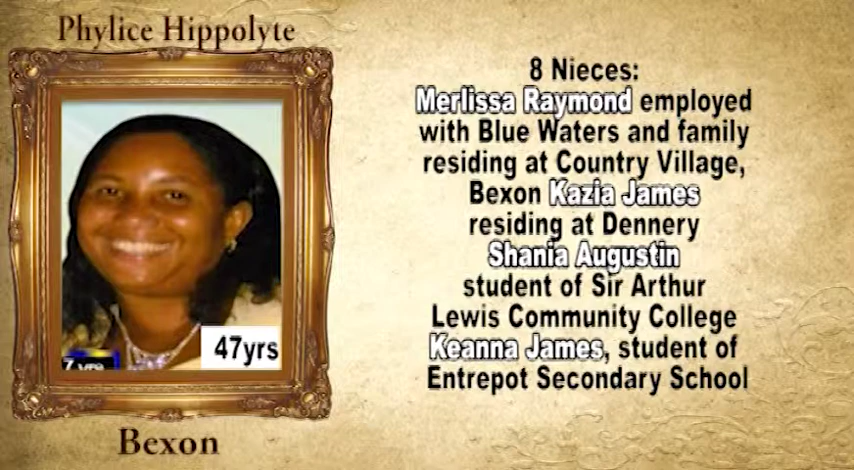 Phylice Hippolyte
47yrs
Bexon
8 Nieces:
Merlissa Raymond employed
with Blue Waters and family
residing at Country Village,
Bexon Kazia James
residing at Dennery
Shania Augustin
student of Sir Arthur
Lewis Community College
Keanna James, student of
Entrepot Secondary School